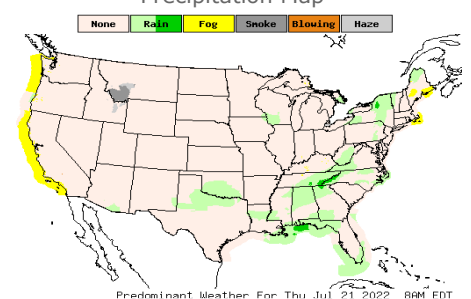 Precipitation Map
None Rain Fog Smoke Blowing Haze
Predominant Weather For Thu Jul 21 2022 8AM EDT